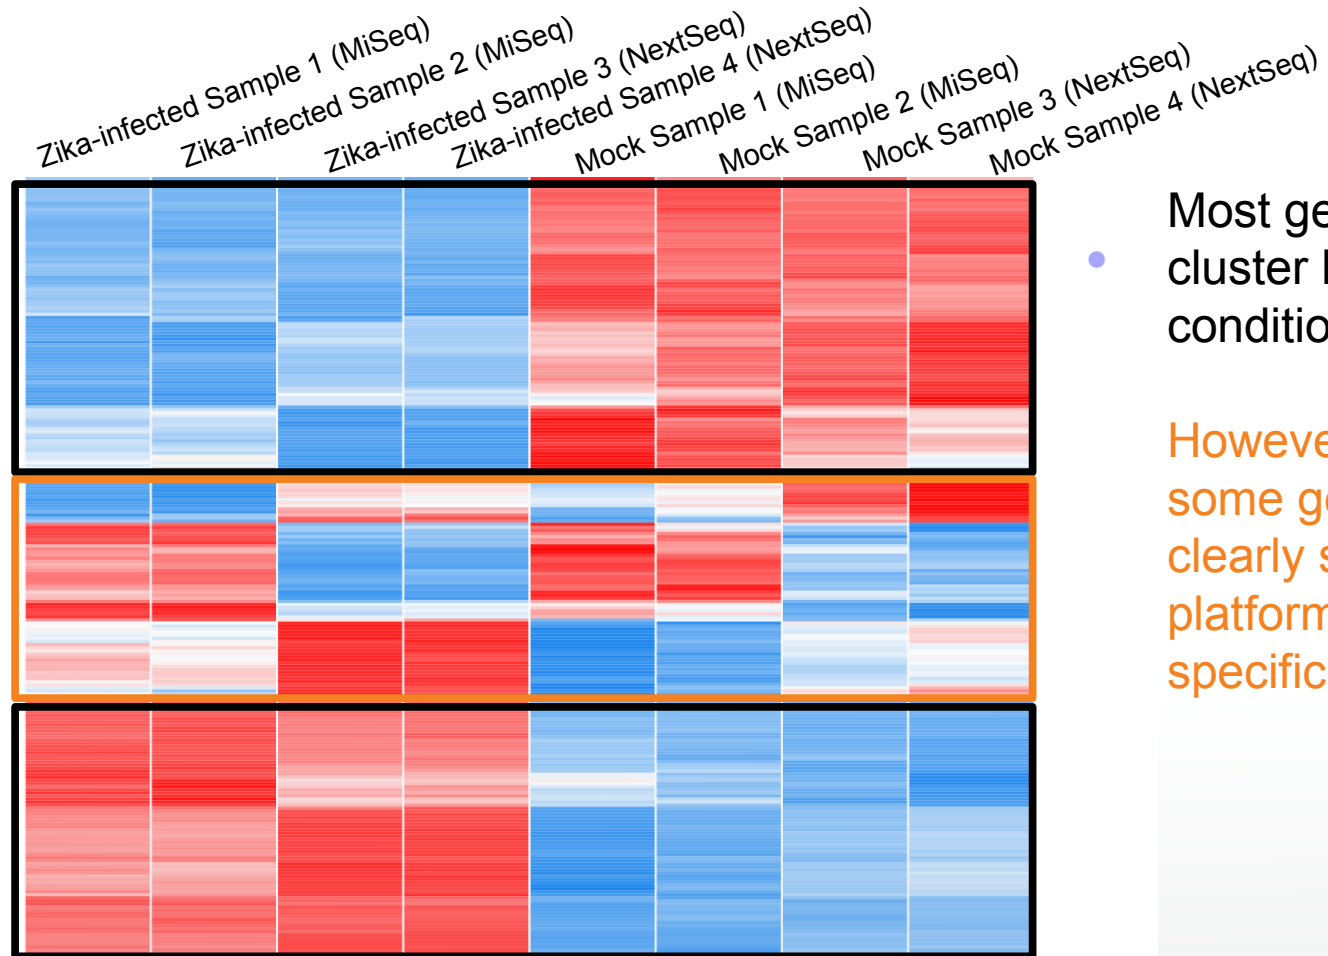 Zika-infected Sample 1 (MiSeq)
Zika-infected Sample 2 (MiSeq)
Zika-infected Sample 3 (NextSeq)
Zika-infected Sample 4 (NextSeq)
Mock Sample 1 (MiSeq)
Mock Sample 2 (MiSeq)
Mock Sample 3 (NextSeq)
Mock Sample 4 (NextSeq)
Most
cluster
However
some
clearly
platform
specific